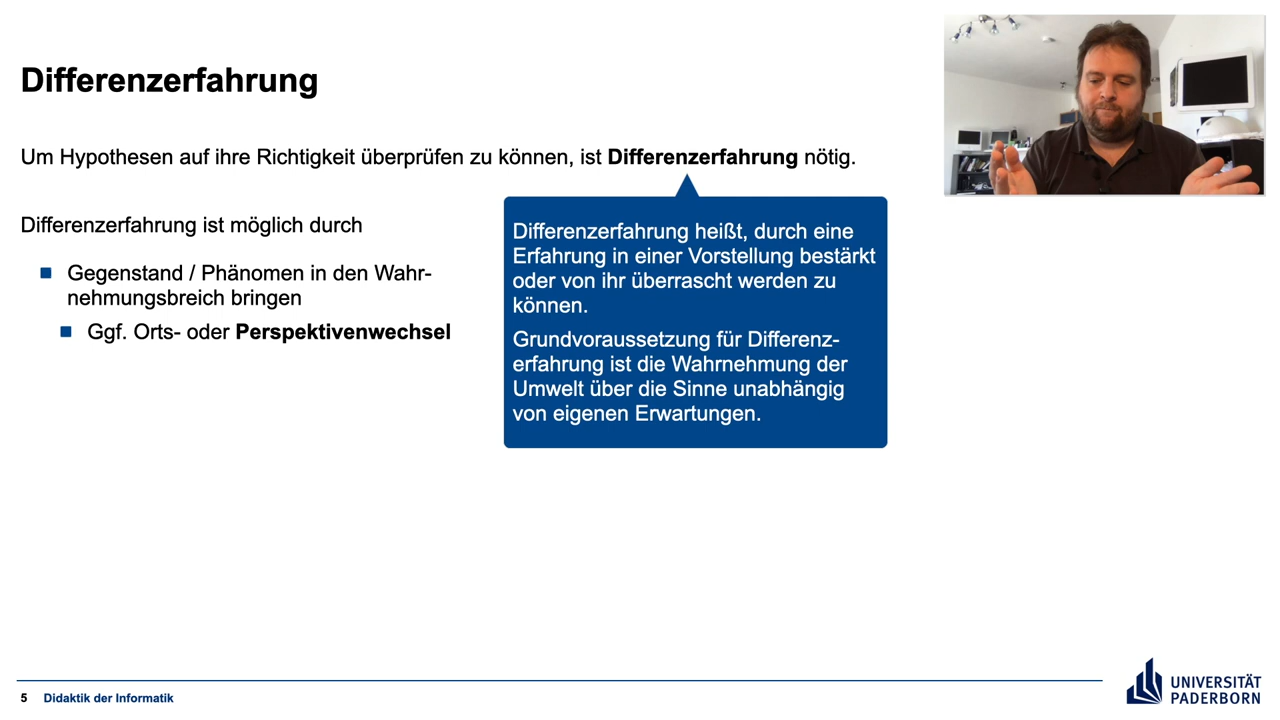 Differenzerfahrung
Um Hypothesen auf ihre Richtigkeit überprüfen zu können, ist Differenzerfahrung nötig.
Differenzerfahrung ist möglich durch
Gegenstand / Phänomen in den Wahr-
nehmungsbreich bringen
Ggf. Orts- oder Perspektivenwechsel
Differenzerfahrung heißt, durch eine
Erfahrung in einer Vorstellung bestärkt
oder von ihr überrascht werden zu
können.
Grundvoraussetzung für Differenz-
erfahrung ist die Wahrnehmung der
Umwelt über die Sinne unabhängig
von eigenen Erwartungen.
5 Didaktik der Informatik
UNIVERSITÄT
PADERBORN